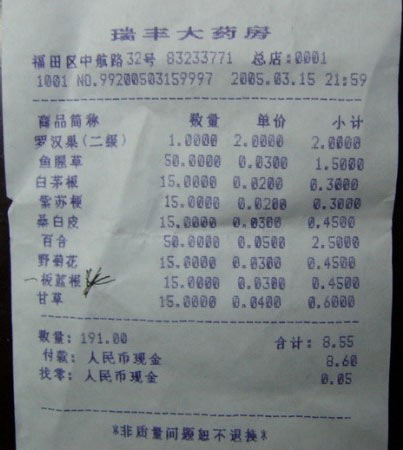 瑞丰大药房
福田区中航路32号 83233771 总店:0001
1001 NO.99200503159997 2005.03.15 21:59
商品简称 数量 单价 小计
罗汉果(二级) 1.0000 2.0000 2.0000
鱼腥草 50.0000 0.0300 1.5000
白茅根 15.0000 0.0200 0.3000
紫苏梗 15.0000 0.0200 0.3000
桑白皮 15.0000 0.0300 0.4500
百合 50.0000 0.0500 2.5000
野菊花 15.0000 0.0300 0.4500
板蓝根 15.0000 0.0300 0.4500
甘草 15.0000 0.0400 0.6000
数量: 191.00 合计: 8.55
付款: 人民币现金 8.60
找零: 人民币现金 0.05
*非质量问题恕不退换*